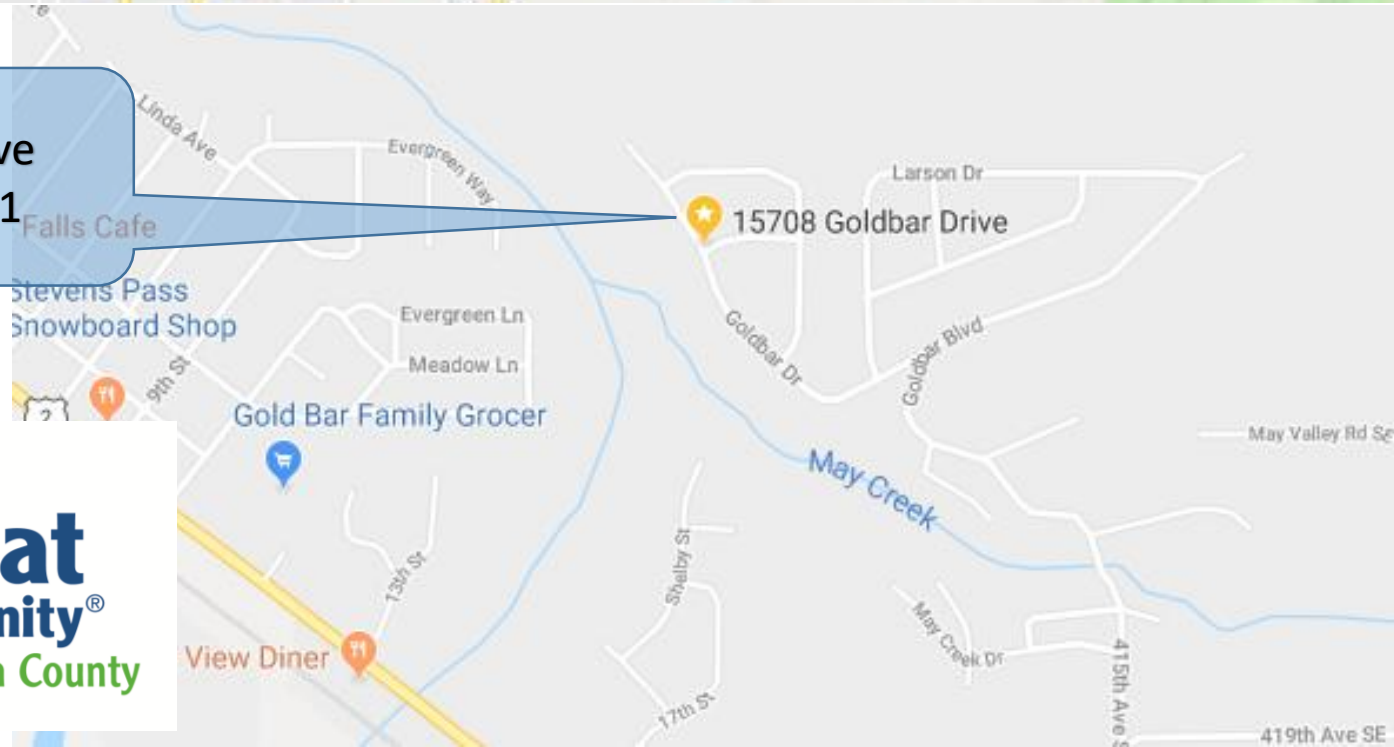 Linda Ave
Evergreen Way
Larson Dr
ve
1
Falls Cafe
15708 Goldbar Drive
Stevens Pass
Snowboard Shop
Evergreen Ln
Goldbar Dr
Goldbar Blvd
Meadow Ln
9th St
2
Gold Bar Family Grocer
May Valley Rd Se
May Creek
at
nity®
County
13th St
Shelby St
View Diner
May Creek Dr
415th Ave S
17th St
419th Ave SE